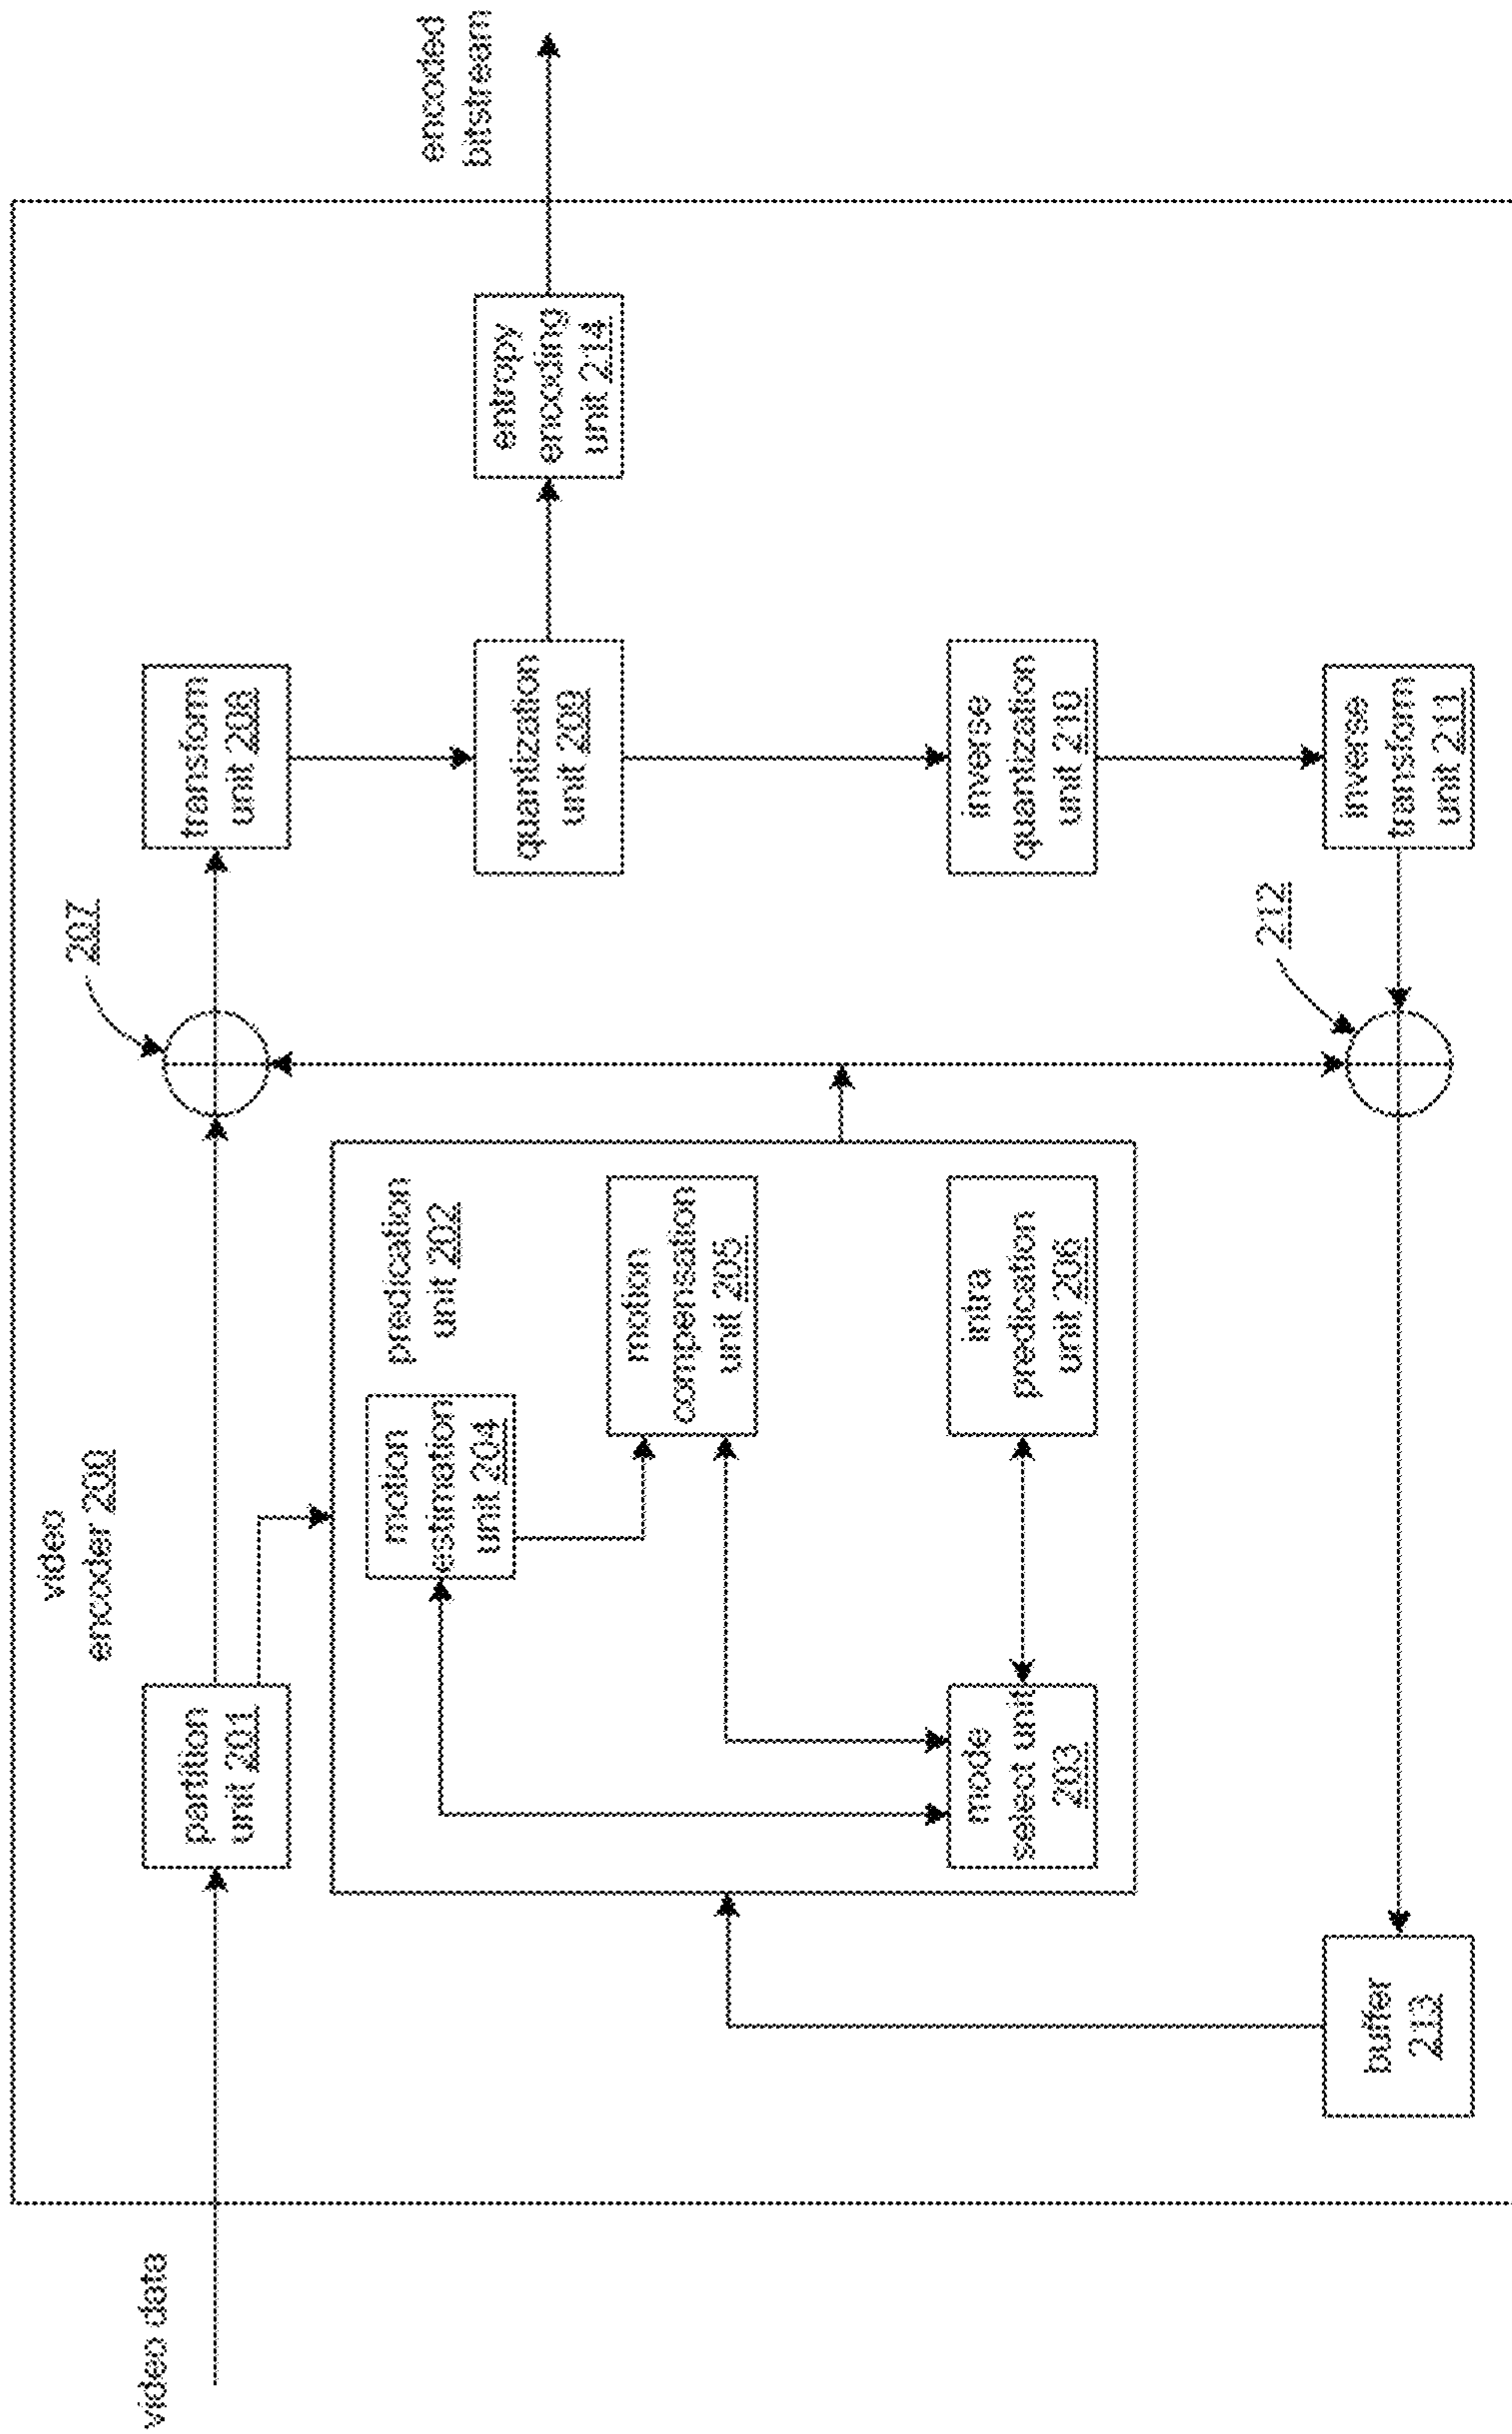 video
encoder 200
video data
partition
unit 201
207
transform
unit 208
predication
unit 202
motion
estimation
unit 204
motion
compensation
unit 205
mode
select unit
203
intra
predication
unit 206
quantization
unit 209
entropy
encoding
unit 214
encoded
bitstream
inverse
quantization
unit 210
inverse
transform
unit 211
212
buffer
213